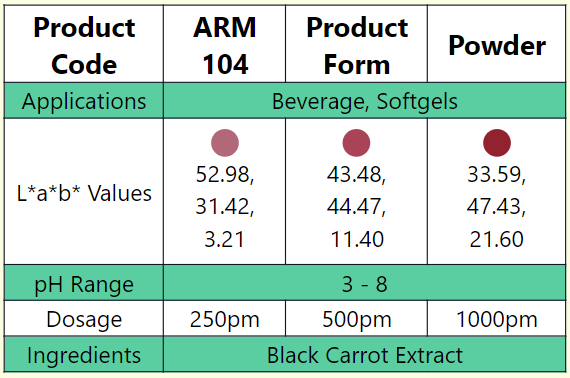 Product Code ARM 104 Product Form Powder
Applications Beverage, Softgels
L*a*b* Values 52.98, 31.42, 3.21 43.48, 44.47, 11.40 33.59, 47.43, 21.60
pH Range 3 - 8
Dosage 250pm 500pm 1000pm
Ingredients Black Carrot Extract